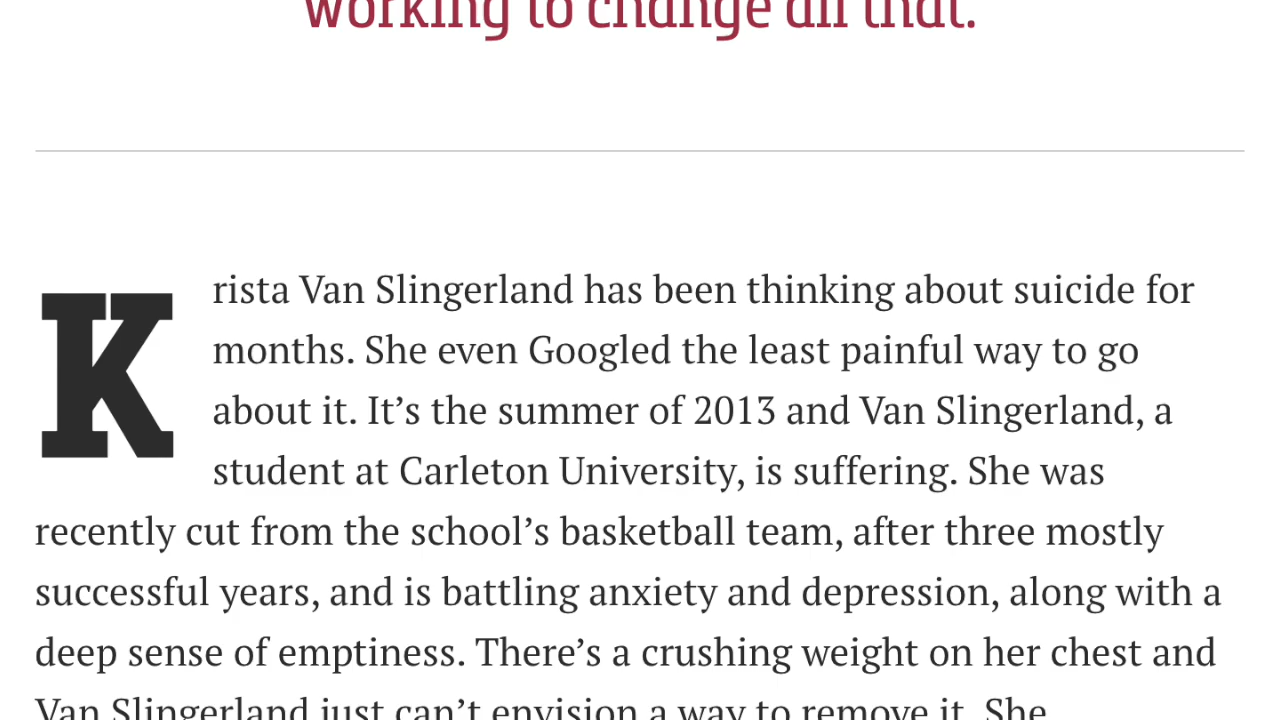 working to change all that.
Krista Van Slingerland has been thinking about suicide for
months. She even Googled the least painful way to go
about it. It’s the summer of 2013 and Van Slingerland, a
student at Carleton University, is suffering. She was
recently cut from the school’s basketball team, after three mostly
successful years, and is battling anxiety and depression, along with a
deep sense of emptiness. There’s a crushing weight on her chest and
Van Slingerland just can’t envision a way to remove it. She